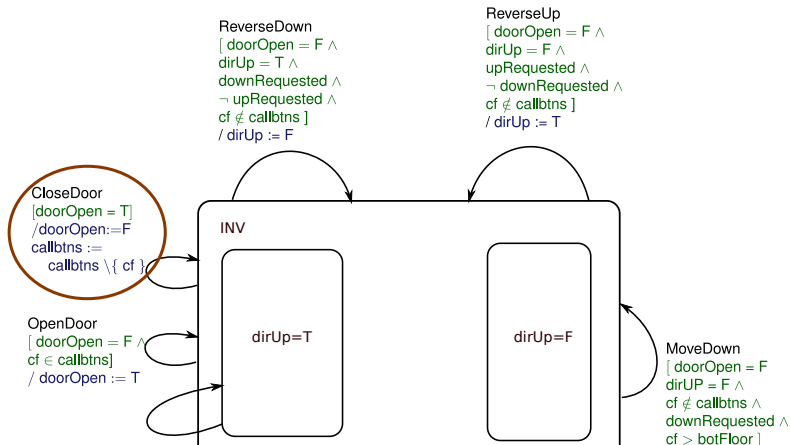 ReverseDown
[ doorOpen = F ∧
dirUp = T ∧
downRequested ∧
¬ upRequested ∧
cf ∉ callbtns ]
/ dirUp := F
ReverseUp
[ doorOpen = F ∧
dirUp = F ∧
upRequested ∧
¬ downRequested ∧
cf ∉ callbtns ]
/ dirUp := T
CloseDoor
[doorOpen = T]
/doorOpen:=F
callbtns :=
callbtns \{ cf }
INV
OpenDoor
[ doorOpen = F ∧
cf ∈ callbtns]
/ doorOpen := T
dirUp=T
dirUp=F
MoveDown
[ doorOpen = F
dirUP = F ∧
cf ∉ callbtns ∧
downRequested ∧
cf > botFloor ]